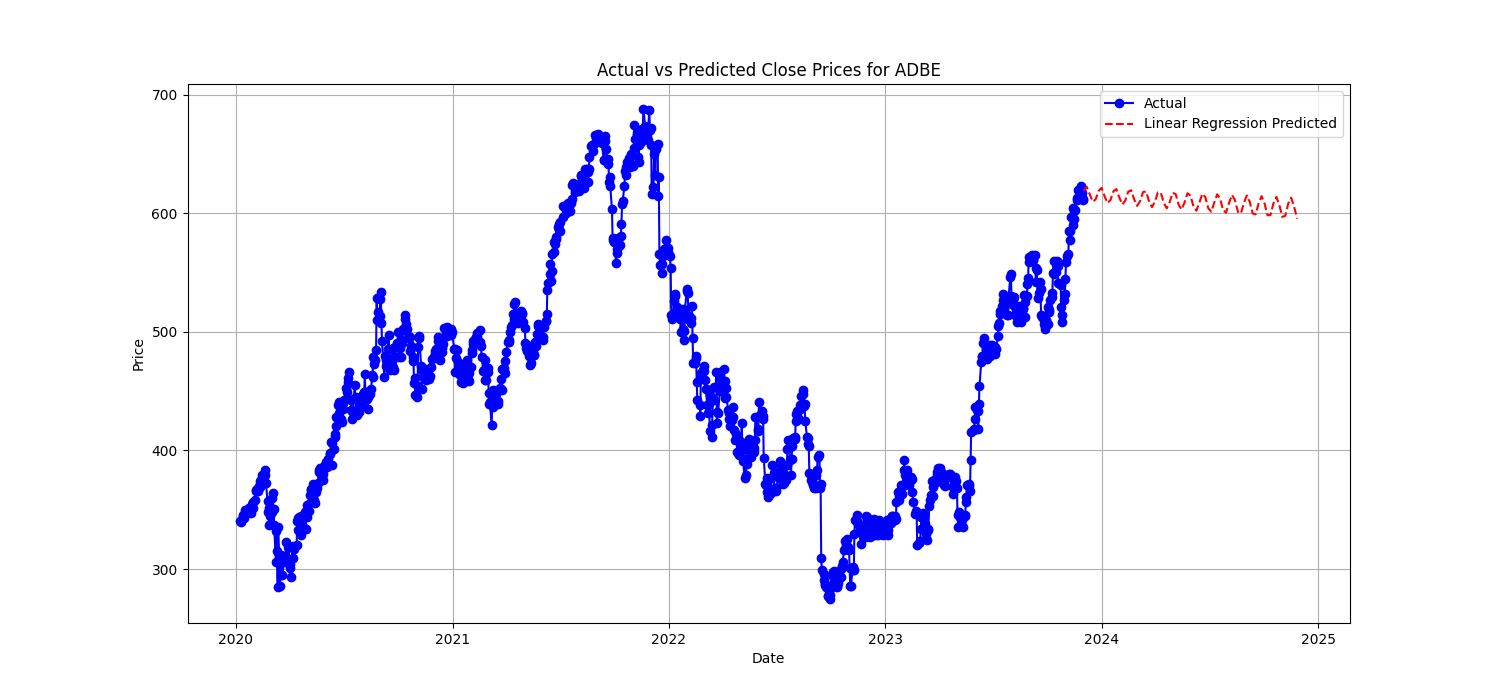 Actual vs Predicted Close Prices for ADBE
Actual
Linear Regression Predicted
Price
700
600
500
400
300
2020
2021
2022
2023
2024
2025
Date